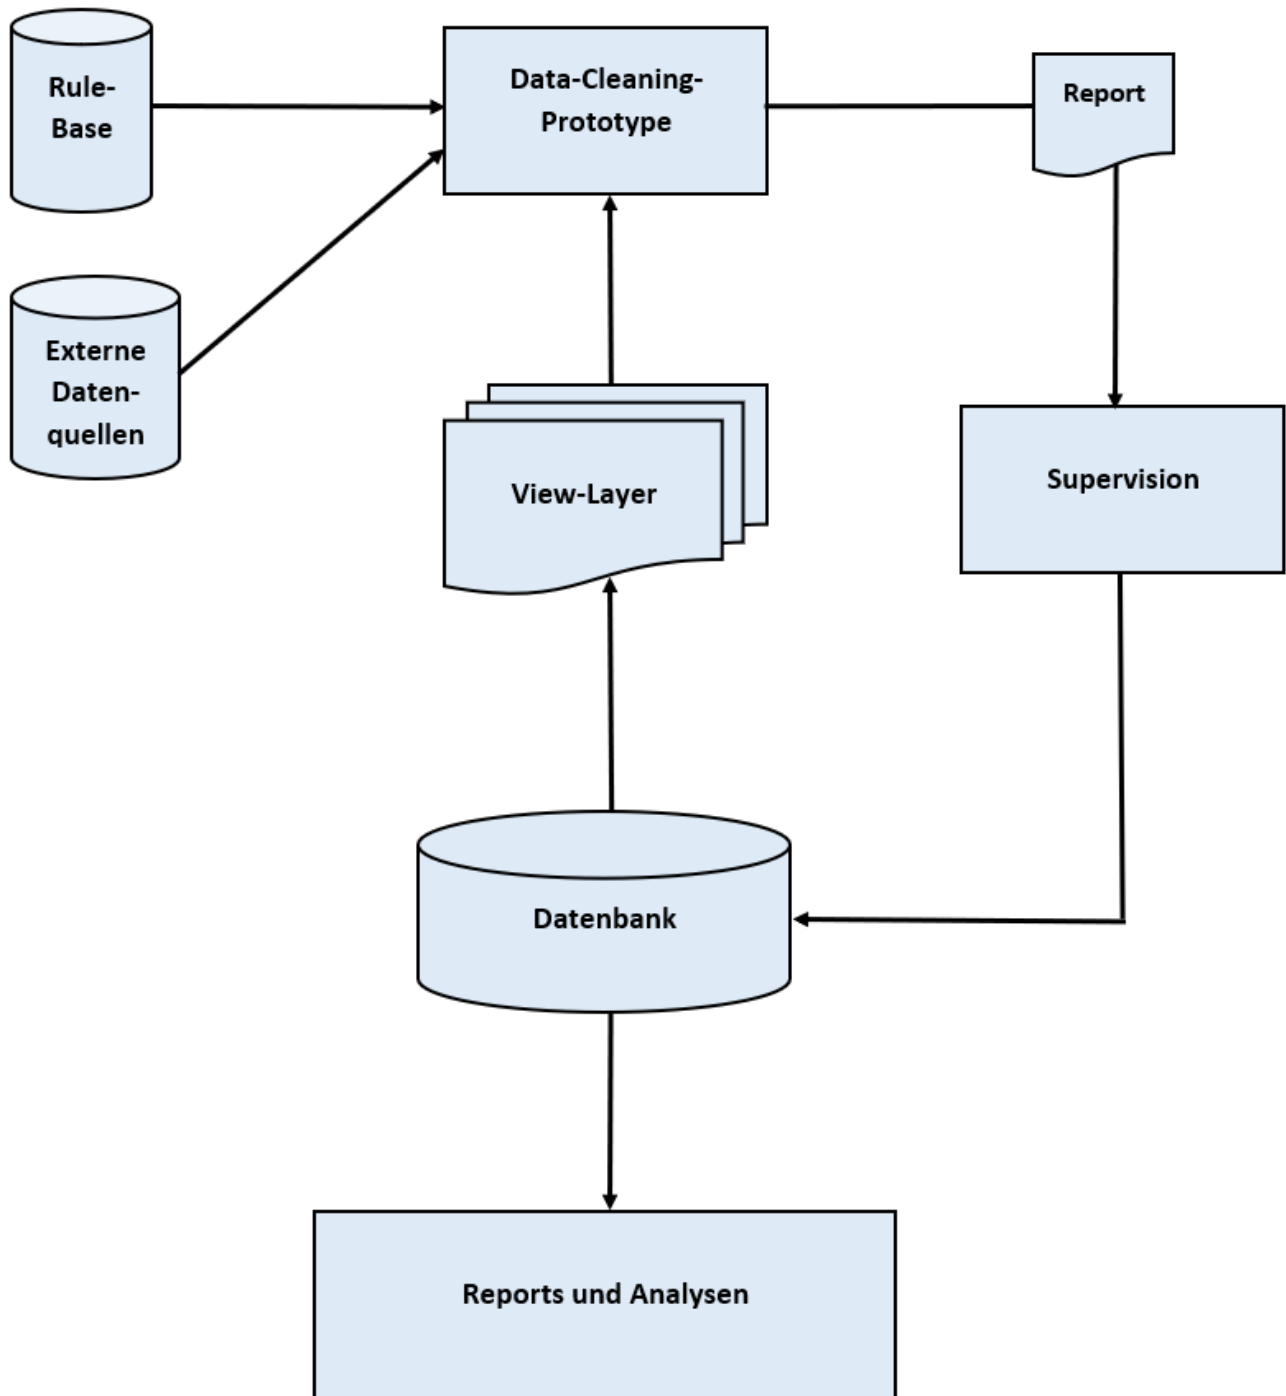 Rule-
Base
Data-Cleaning-
Prototype
Report
Externe
Daten-
quellen
View-Layer
Supervision
Datenbank
Reports und Analysen